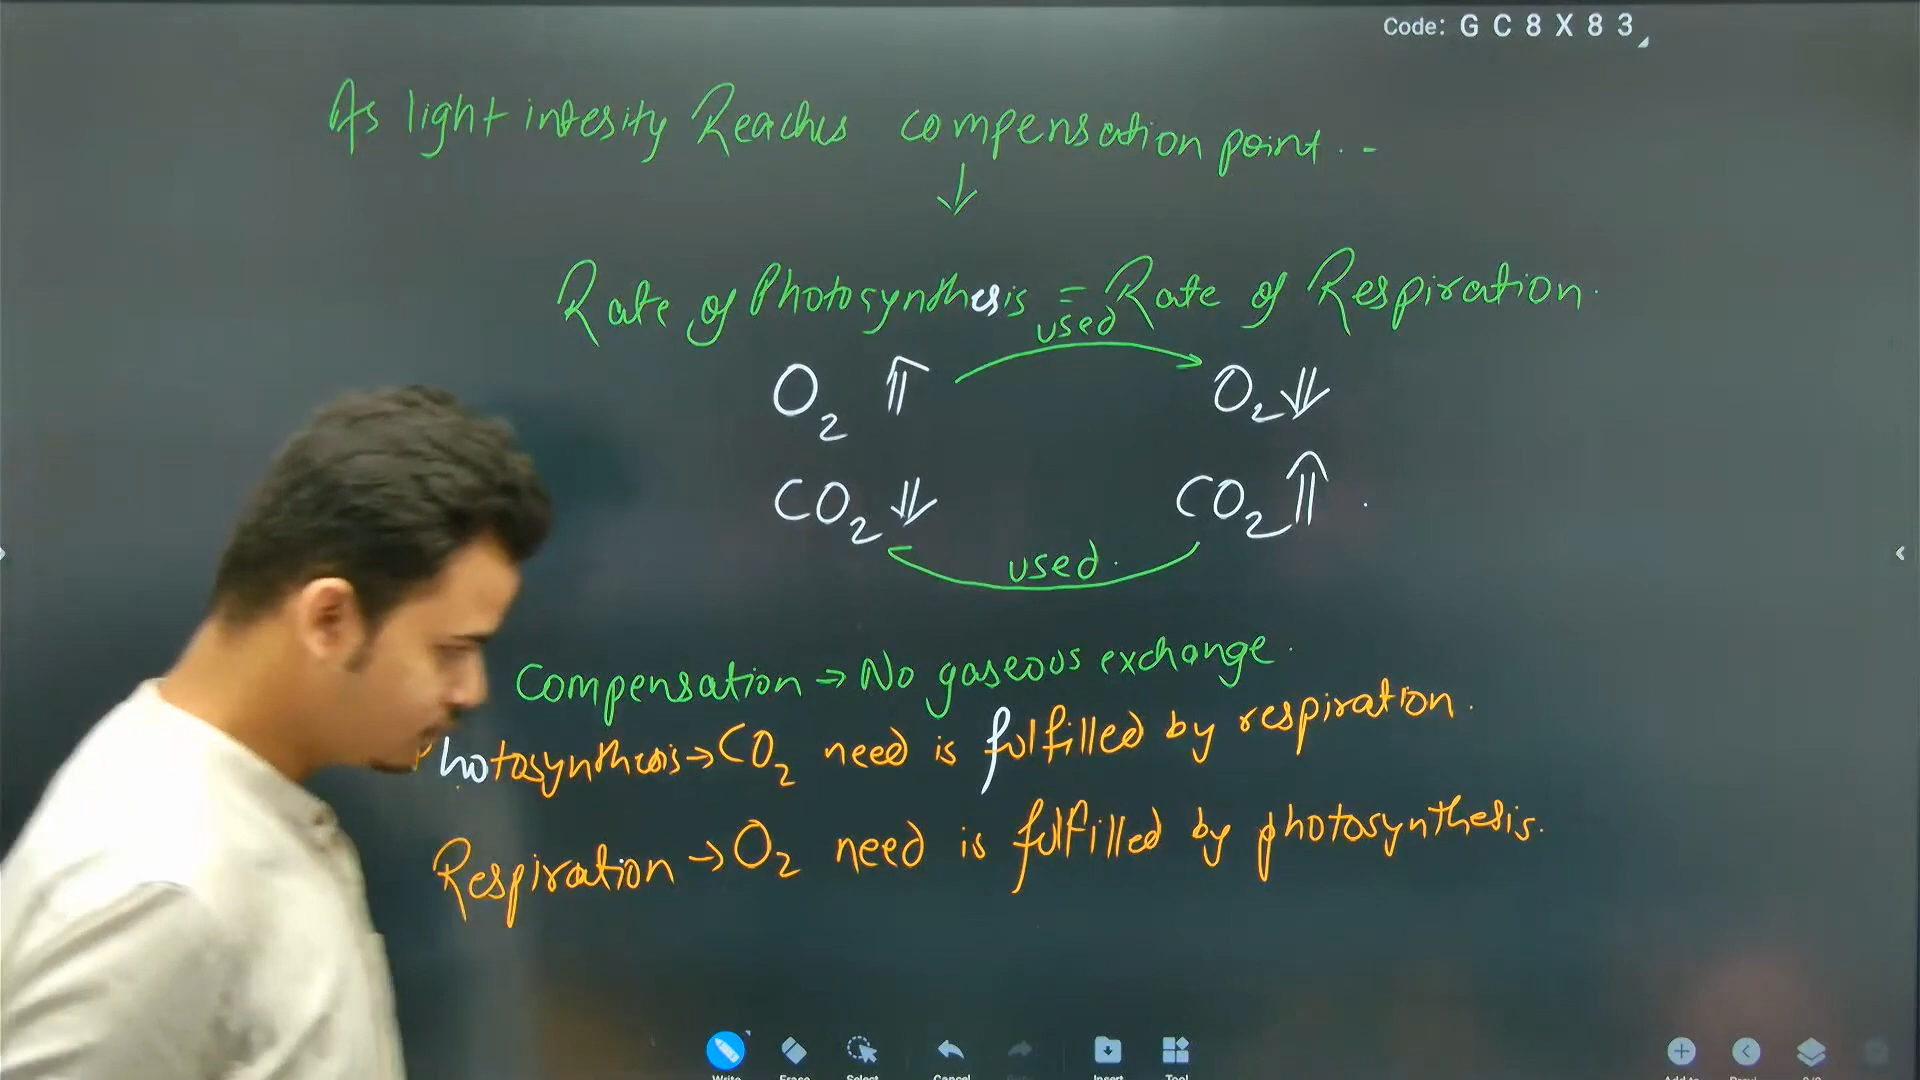 Code: G C 8 X 8 3
As light intesity Reaches compensation point..-
↓
Rate of Photosynthesis = Rate of Respiration.
used
O2 ⇑ O2 ⇓
CO2 ⇓ CO2 ⇑ .
used.
Compensation → No gaseous exchange.
Photosynthesis → CO2 need is fulfilled by respiration.
Respiration → O2 need is fulfilled by photosynthesis.
Write Erase Select Cancel Insert Tool